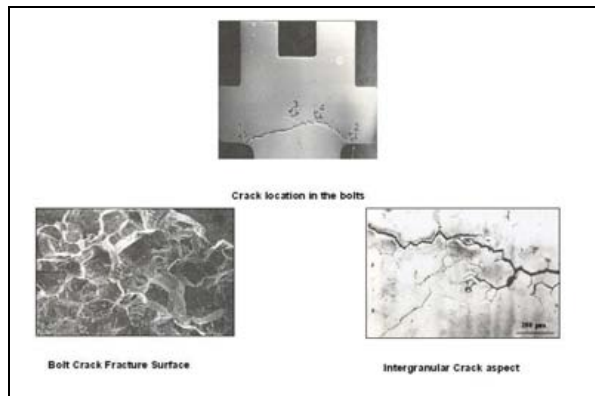 Crack location in the bolts
Bolt Crack Fracture Surface
Intergranular Crack aspect